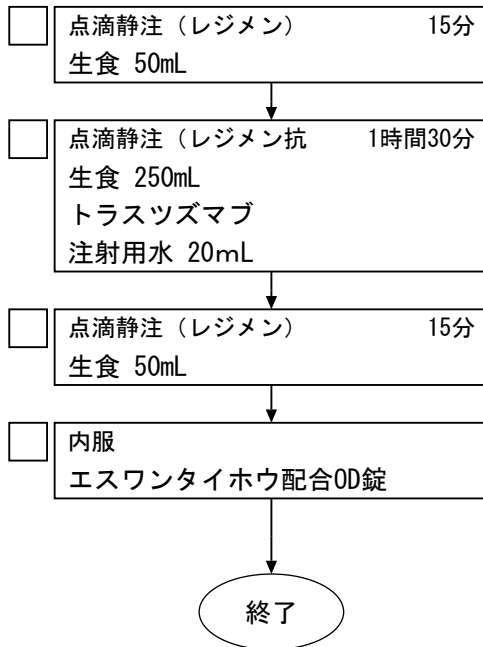 点滴静注（レジメン） 15分
生食 50mL
点滴静注（レジメン抗 1時間30分
生食 250mL
トラスツズマブ
注射用水 20mL
点滴静注（レジメン） 15分
生食 50mL
内服
エスワンタイホウ配合OD錠
終了